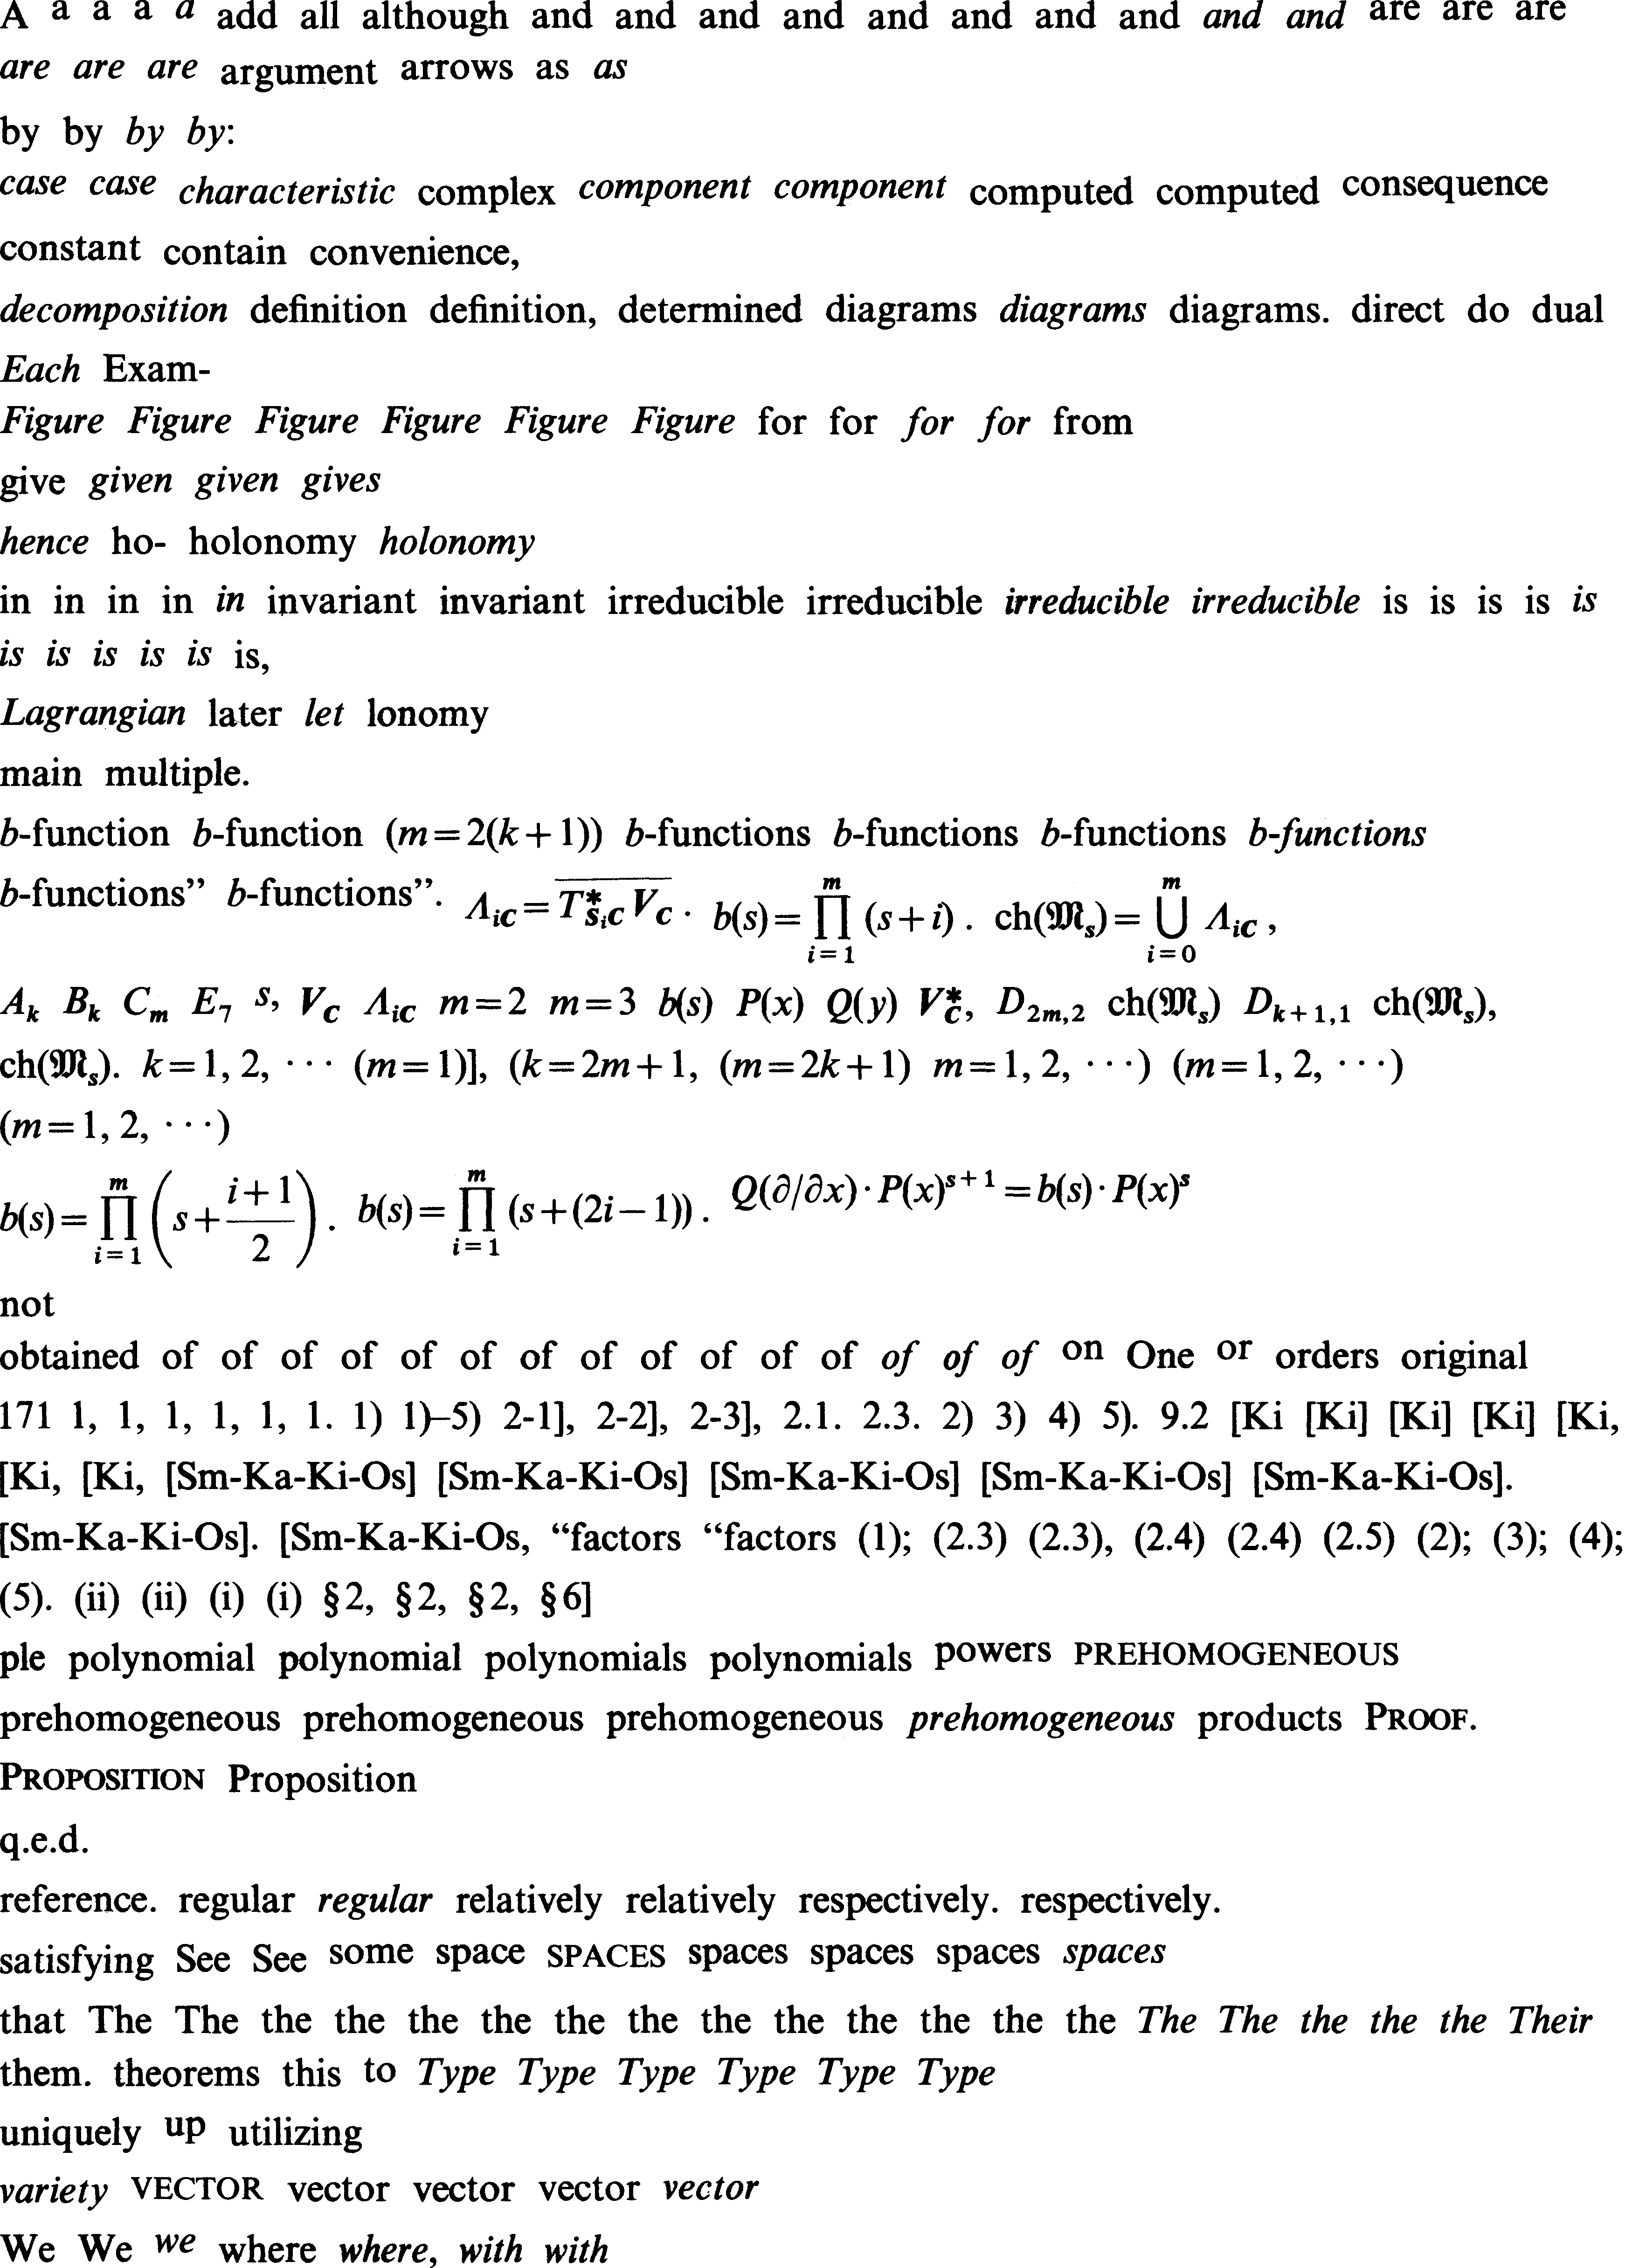 A a a a a add all although and and and and and and and and and and are are are
are are are argument arrows as as
by by by by:
case case characteristic complex component component computed computed consequence
constant contain convenience,
decomposition definition definition, determined diagrams diagrams diagrams. direct do dual
Each Exam-
Figure Figure Figure Figure Figure Figure for for for for from
give given given gives
hence ho- holonomy holonomy
in in in in in invariant invariant irreducible irreducible irreducible irreducible is is is is is
is is is is is is,
Lagrangian later let lonomy
main multiple.
b-function b-function (m=2(k+1)) b-functions b-functions b-functions b-functions
b-functions” b-functions”. $\Lambda_{iC}=\overline{T^*_{S_iC}V_C}$. $b(s)=\prod_{i=1}^{m}(s+i)$. $\mathrm{ch}(\mathfrak{M}_s)=\bigcup_{i=0}^{m}\Lambda_{iC}$,
$A_k$ $B_k$ $C_m$ $E_7$ s, $V_C$ $\Lambda_{iC}$ m=2 m=3 b(s) P(x) Q(y) $V^*_C$, $D_{2m,2}$ ch($\mathfrak{M}_s$) $D_{k+1,1}$ ch($\mathfrak{M}_s$),
ch($\mathfrak{M}_s$). k=1, 2, ··· (m=1)], (k=2m+1, (m=2k+1) m=1, 2, ···) (m=1, 2, ···)
(m=1, 2, ···)
$b(s)=\prod_{i=1}^{m}\left(s+\frac{i+1}{2}\right)$. $b(s)=\prod_{i=1}^{m}(s+(2i-1))$. $Q(\partial/\partial x)\cdot P(x)^{s+1}=b(s)\cdot P(x)^s$
not
obtained of of of of of of of of of of of of of of of on One or orders original
171 1, 1, 1, 1, 1, 1. 1) 1)–5) 2-1], 2-2], 2-3], 2.1. 2.3. 2) 3) 4) 5). 9.2 [Ki [Ki] [Ki] [Ki] [Ki,
[Ki, [Ki, [Sm-Ka-Ki-Os] [Sm-Ka-Ki-Os] [Sm-Ka-Ki-Os] [Sm-Ka-Ki-Os] [Sm-Ka-Ki-Os].
[Sm-Ka-Ki-Os]. [Sm-Ka-Ki-Os, “factors “factors (1); (2.3) (2.3), (2.4) (2.4) (2.5) (2); (3); (4);
(5). (ii) (ii) (i) (i) §2, §2, §2, §6]
ple polynomial polynomial polynomials polynomials powers PREHOMOGENEOUS
prehomogeneous prehomogeneous prehomogeneous prehomogeneous products PROOF.
PROPOSITION Proposition
q.e.d.
reference. regular regular relatively relatively respectively. respectively.
satisfying See See some space SPACES spaces spaces spaces spaces
that The The the the the the the the the the the the the the The The the the the Their
them. theorems this to Type Type Type Type Type Type
uniquely up utilizing
variety VECTOR vector vector vector vector
We We we where where, with with